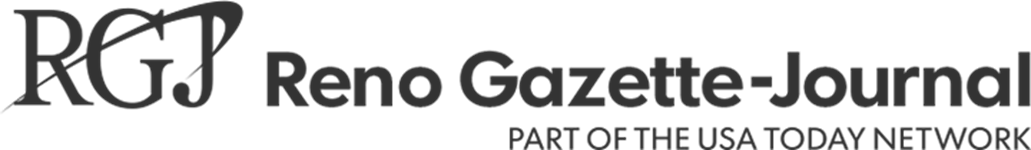 RGJ Reno Gazette-Journal
PART OF THE USA TODAY NETWORK